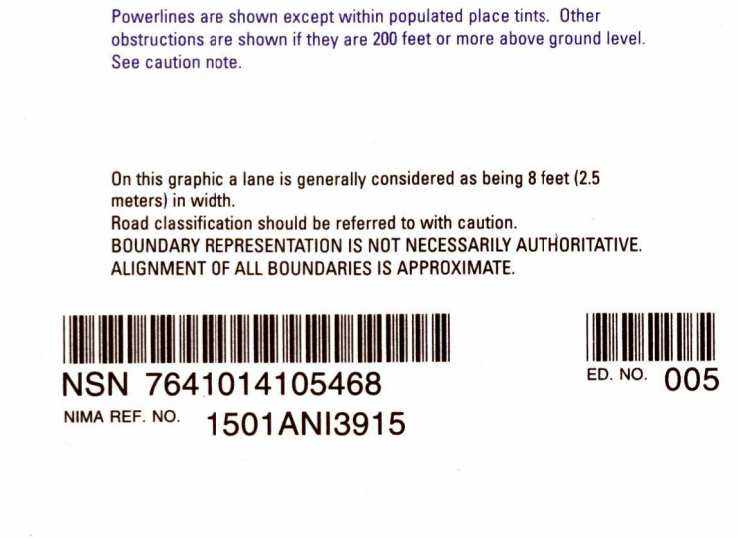 Powerlines are shown except within populated place tints. Other
obstructions are shown if they are 200 feet or more above ground level.
See caution note.
On this graphic a lane is generally considered as being 8 feet (2.5
meters) in width.
Road classification should be referred to with caution.
BOUNDARY REPRESENTATION IS NOT NECESSARILY AUTHORITATIVE.
ALIGNMENT OF ALL BOUNDARIES IS APPROXIMATE.
NSN 7641014105468
NIMA REF. NO. 1501ANI3915
ED. NO. 005